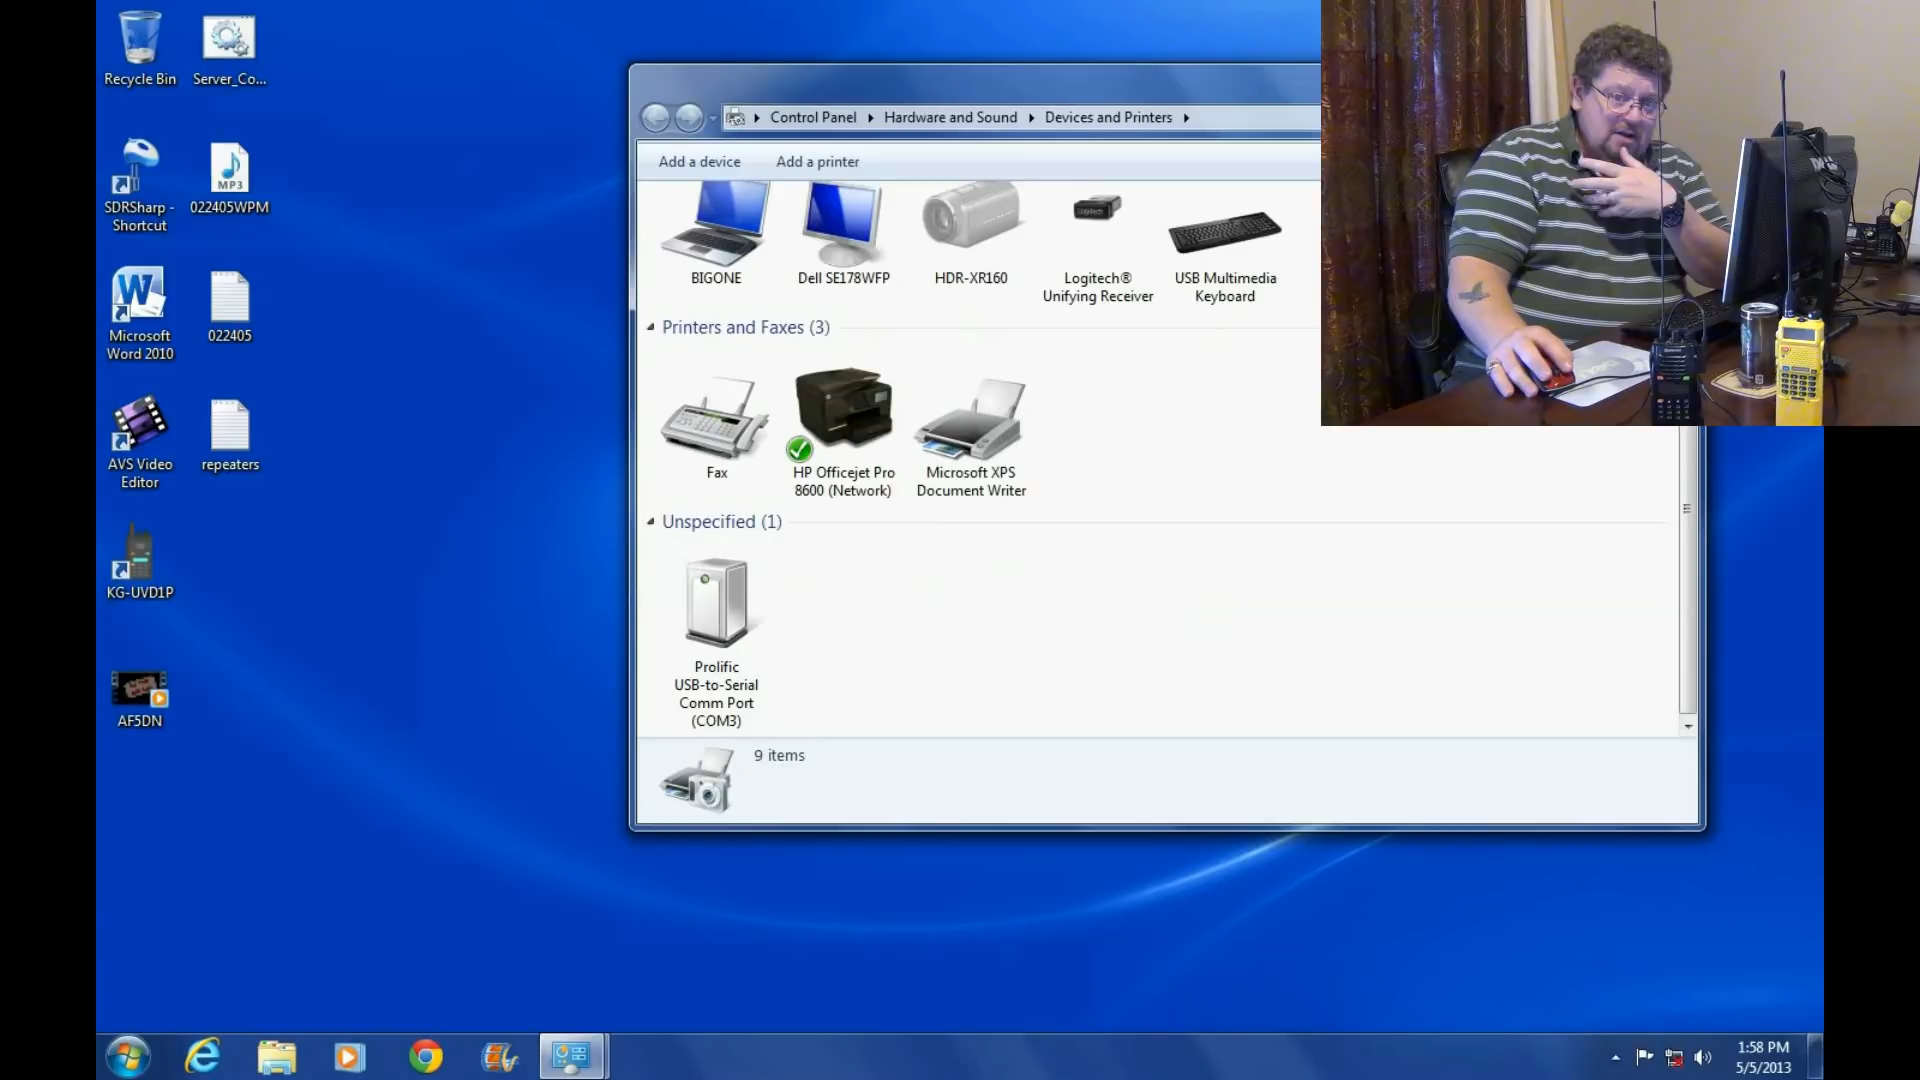 Recycle Bin
Server_Co...
SDRSharp -
Shortcut
022405WPM
MP3
Microsoft
Word 2010
022405
AVS Video
Editor
repeaters
KG-UVD1P
AF5DN
Control Panel
Hardware and Sound
Devices and Printers
Add a device
Add a printer
BIGONE
Dell SE178WFP
HDR-XR160
Logitech®
Unifying Receiver
USB Multimedia
Keyboard
Printers and Faxes (3)
Fax
HP Officejet Pro
8600 (Network)
Microsoft XPS
Document Writer
Unspecified (1)
Prolific
USB-to-Serial
Comm Port
(COM3)
9 items
1:58 PM
5/5/2013